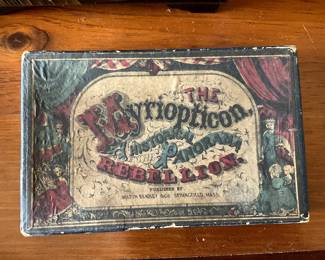 THE
Myriopticon,
A
HISTORICAL
PANORAMA
REBELLION.
PUBLISHED BY
MILTON BRADLEY & CO. SPRINGFIELD, MASS.